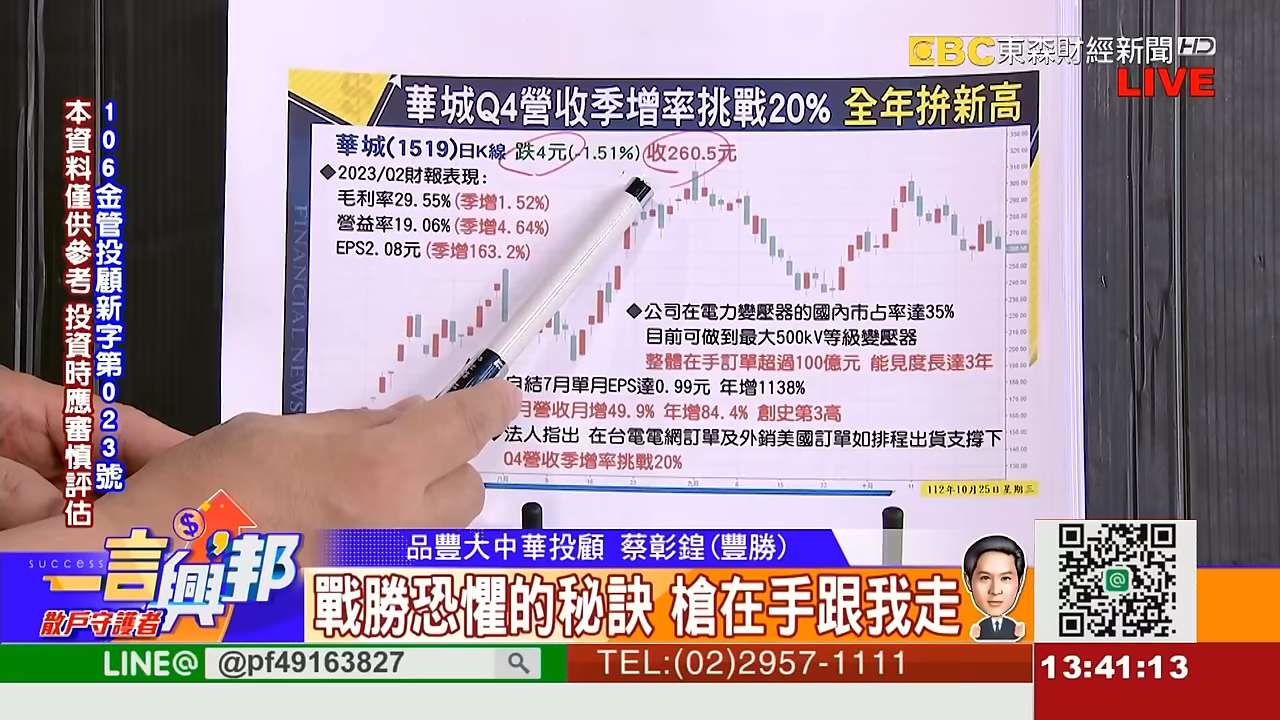 EBC 東森財經新聞 HD
LIVE
106金管投顧新字第023號
本資料僅供參考 投資時應審慎評估
華城Q4營收季增率挑戰20% 全年拚新高
華城(1519)日K線 跌4元(-1.51%) 收260.5元
◆2023/Q2財報表現:
毛利率29.55%(季增1.52%)
營益率19.06%(季增4.64%)
EPS2.08元(季增163.2%)
FINANCIAL NEWS
◆公司在電力變壓器的國內市占率達35%
目前可做到最大500kV等級變壓器
整體在手訂單超過100億元 能見度長達3年
自結7月單月EPS達0.99元 年增1138%
月營收月增49.9% 年增84.4% 創史第3高
法人指出 在台電電網訂單及外銷美國訂單如排程出貨支撐下
Q4營收季增率挑戰20%
112年10月25日星期三
品豐大中華投顧 蔡彰鍠(豐勝)
SUCCESS
一言興邦
散戶守護者
戰勝恐懼的秘訣 槍在手跟我走
LINE@ @pf49163827
TEL:(02)2957-1111
13:41:13